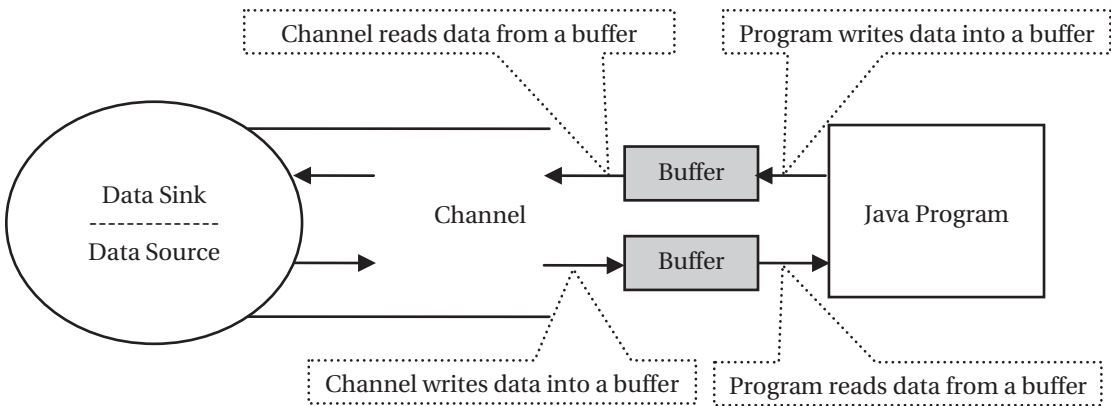 Channel reads data from a buffer
Program writes data into a buffer
Data Sink
Data Source
Channel
Buffer
Buffer
Java Program
Channel writes data into a buffer
Program reads data from a buffer